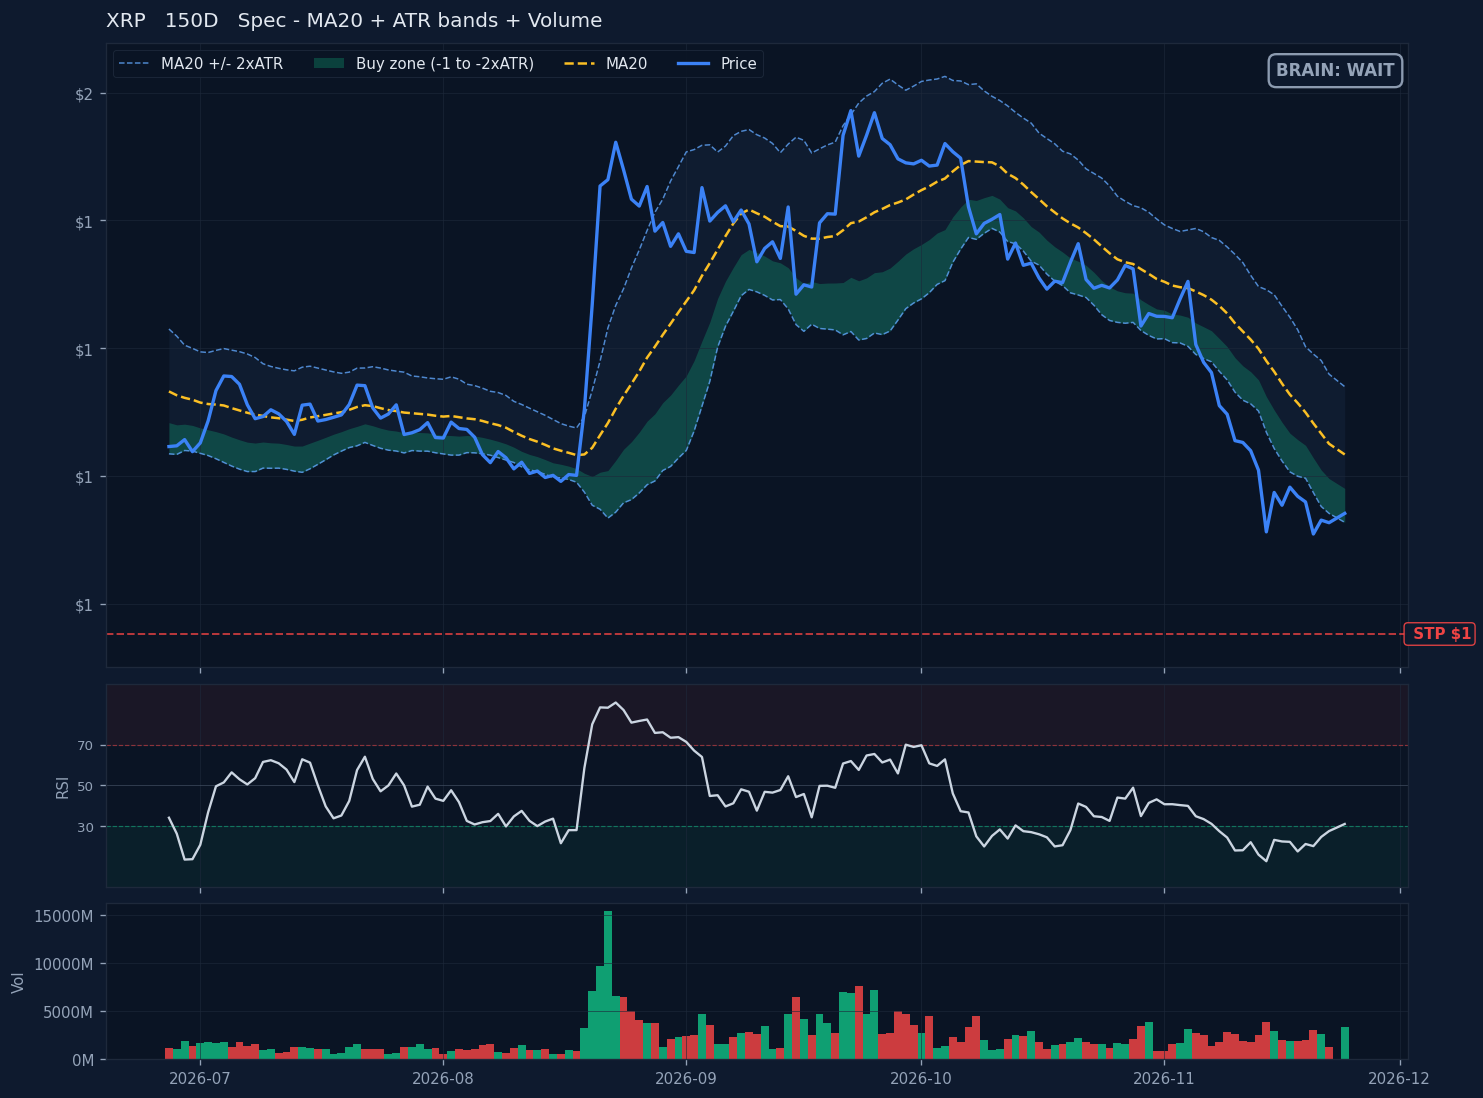 XRP   150D   Spec - MA20 + ATR bands + Volume
MA20 +/- 2xATR
Buy zone (-1 to -2xATR)
MA20
Price
BRAIN: WAIT
$2
$1
$1
$1
$1
STP $1
RSI
70
50
30
Vol
15000M
10000M
5000M
0M
2026-07
2026-08
2026-09
2026-10
2026-11
2026-12